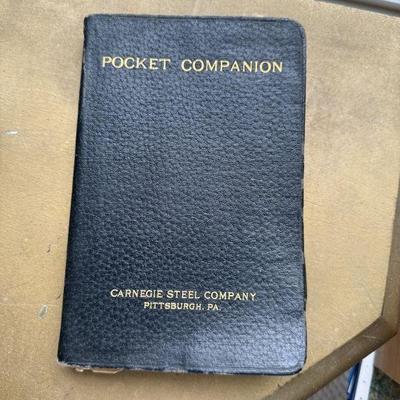 POCKET COMPANION
CARNEGIE STEEL COMPANY
PITTSBURGH, PA.